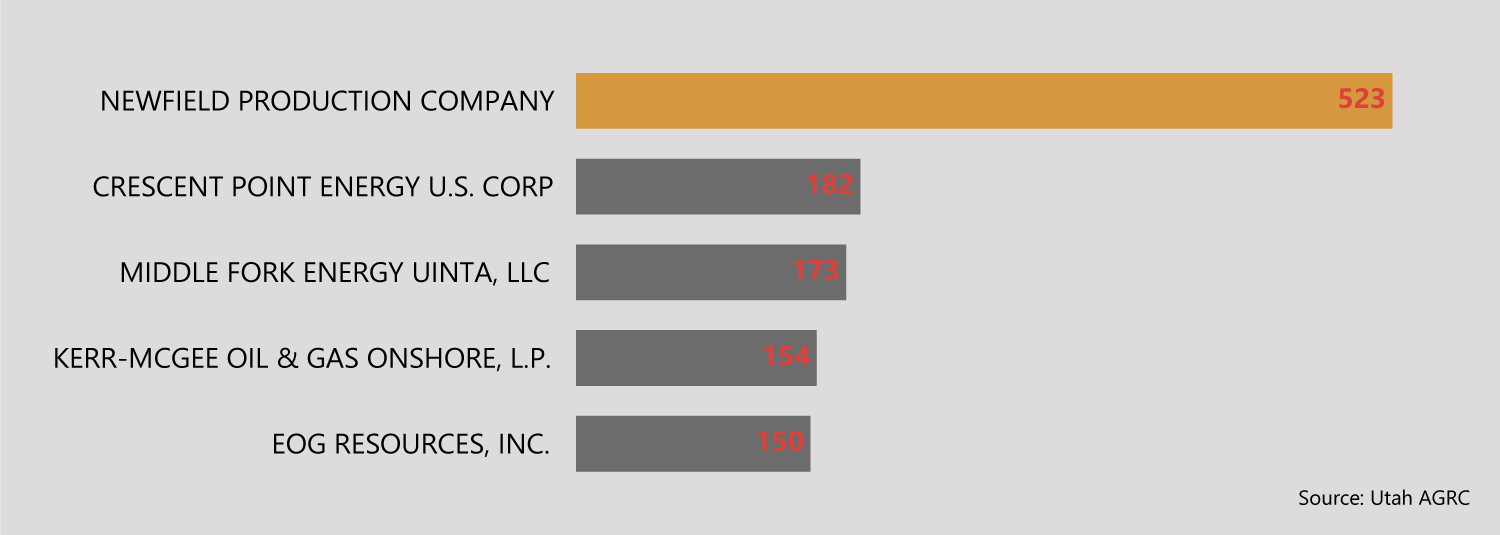 NEWFIELD PRODUCTION COMPANY 523
CRESCENT POINT ENERGY U.S. CORP 182
MIDDLE FORK ENERGY UINTA, LLC 173
KERR-MCGEE OIL & GAS ONSHORE, L.P. 154
EOG RESOURCES, INC. 150
Source: Utah AGRC